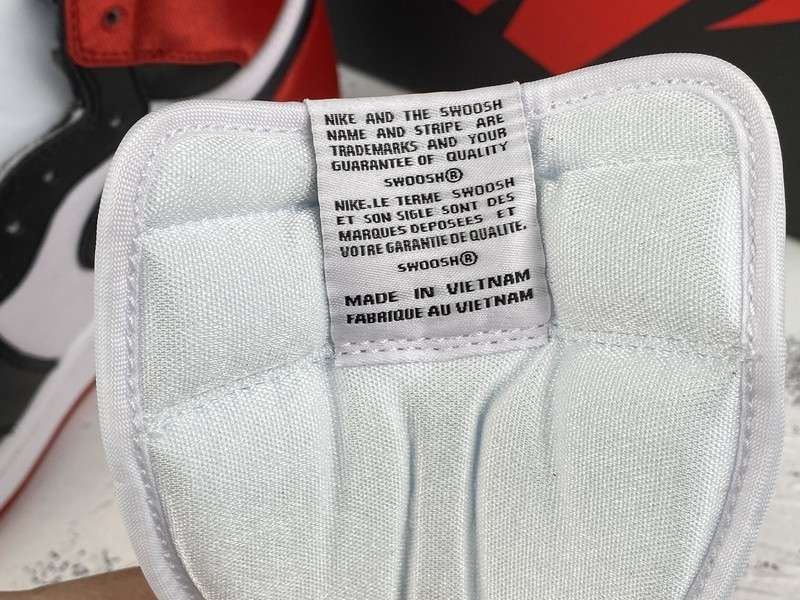 NIKE AND THE SWOOSH
NAME AND STRIPE ARE
TRADEMARKS AND YOUR
GUARANTEE OF QUALITY
SWOOSH®
NIKE.LE TERME SWOOSH
ET SON SIGLE SONT DES
MARQUES DEPOSEES ET
VOTRE GARANTIE DE QUALITE.
SWOOSH®
MADE IN VIETNAM
FABRIQUE AU VIETNAM